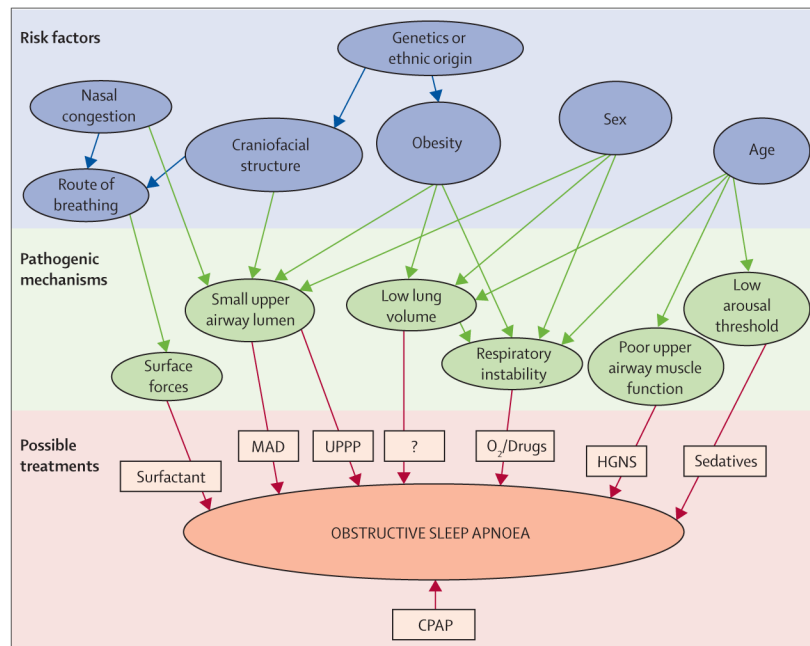 Risk factors
Genetics or
ethnic origin
Nasal
congestion
Craniofacial
structure
Obesity
Sex
Age
Route of
breathing
Pathogenic
mechanisms
Small upper
airway lumen
Low lung
volume
Low
arousal
threshold
Surface
forces
Respiratory
instability
Poor upper
airway muscle
function
Possible
treatments
Surfactant
MAD
UPPP
?
O₂/Drugs
HGNS
Sedatives
OBSTRUCTIVE SLEEP APNOEA
CPAP